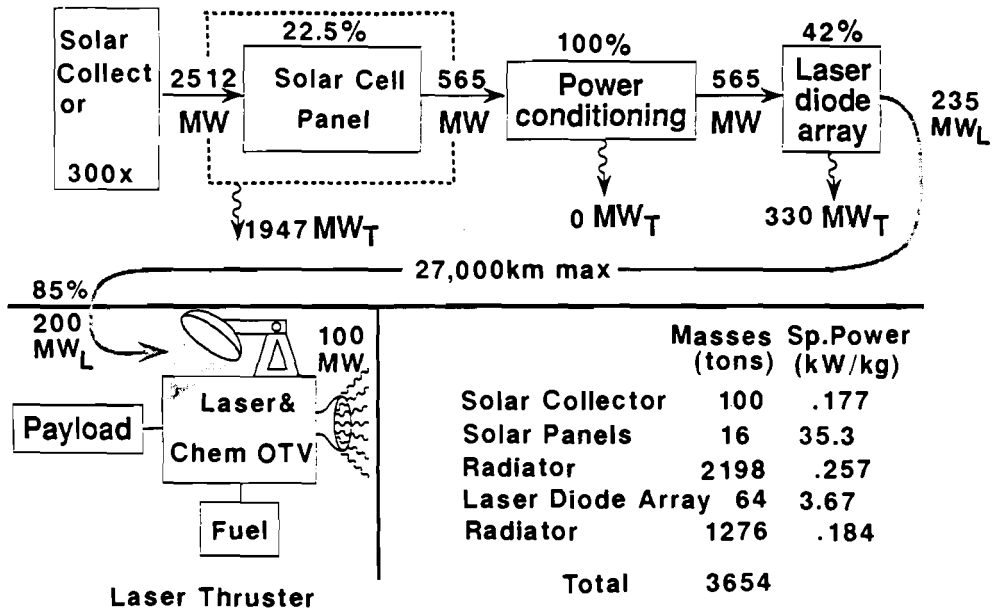 Solar
Collect
or
300x
2512
MW
22.5%
Solar Cell
Panel
565
MW
100%
Power
conditioning
565
MW
42%
Laser
diode
array
235
MWL
1947 MWT
0 MWT
330 MWT
27,000km max
85%
200
MWL
100
MW
Payload
Laser&
Chem OTV
Fuel
Laser Thruster
Masses Sp.Power
(tons) (kW/kg)
Solar Collector 100 .177
Solar Panels 16 35.3
Radiator 2198 .257
Laser Diode Array 64 3.67
Radiator 1276 .184
Total 3654